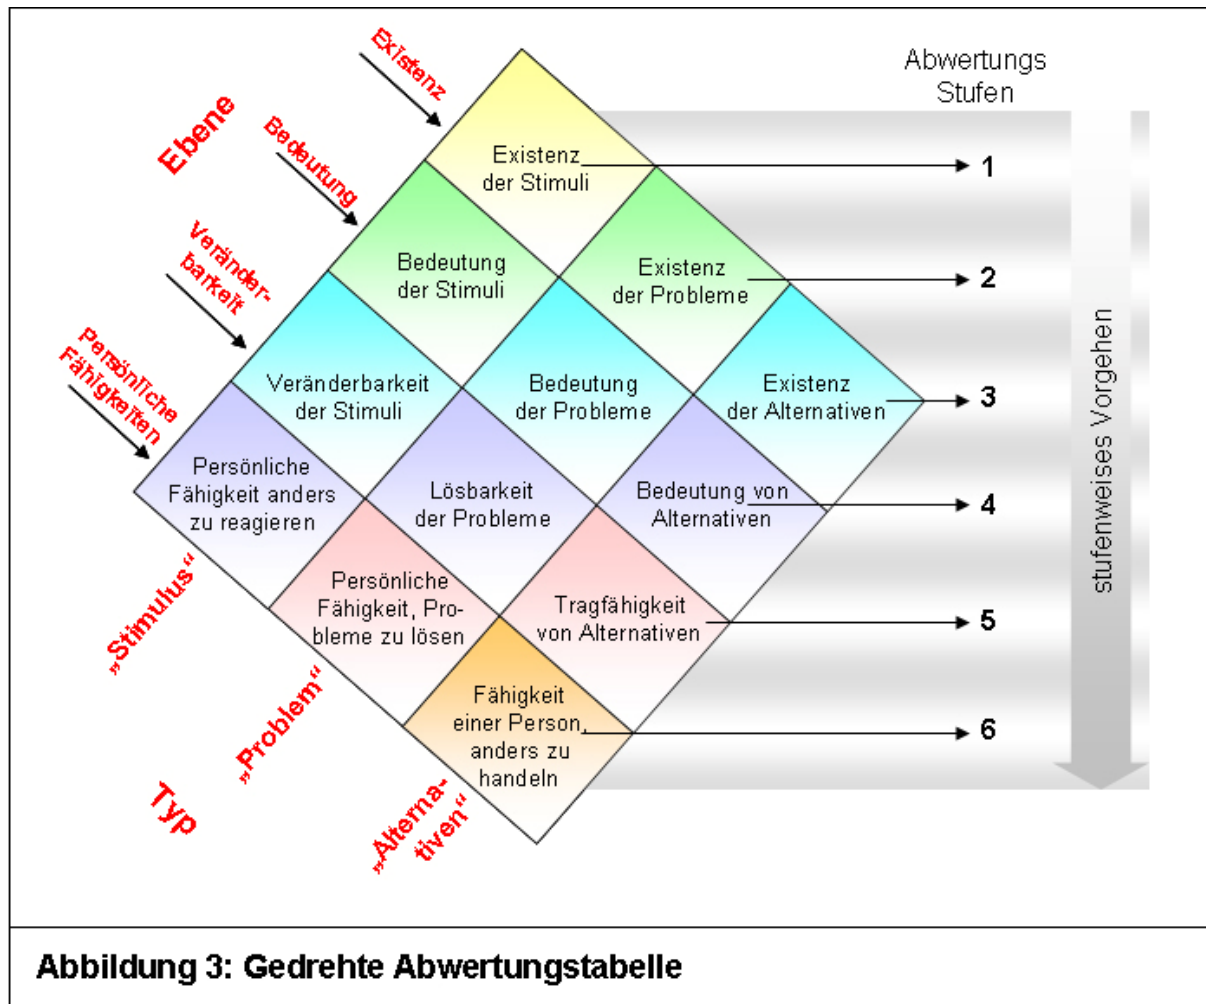 Abwertungs
Stufen
Ebene
Existenz
Bedeutung
Veränder-
barkeit
Persönliche
Fähigkeiten
Existenz
der Stimuli
1
Bedeutung
der Stimuli
Existenz
der Probleme
2
Veränderbarkeit
der Stimuli
Bedeutung
der Probleme
Existenz
der Alternativen
3
Persönliche
Fähigkeit anders
zu reagieren
Lösbarkeit
der Probleme
Bedeutung von
Alternativen
4
Persönliche
Fähigkeit, Pro-
bleme zu lösen
Tragfähigkeit
von Alternativen
5
Fähigkeit
einer Person,
anders zu
handeln
6
stufenweises Vorgehen
„Stimulus“
„Problem“
„Alterna-
tiven“
Typ
Abbildung 3: Gedrehte Abwertungstabelle